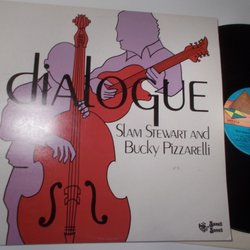 dialogue
Slam Stewart and
Bucky Pizzarelli